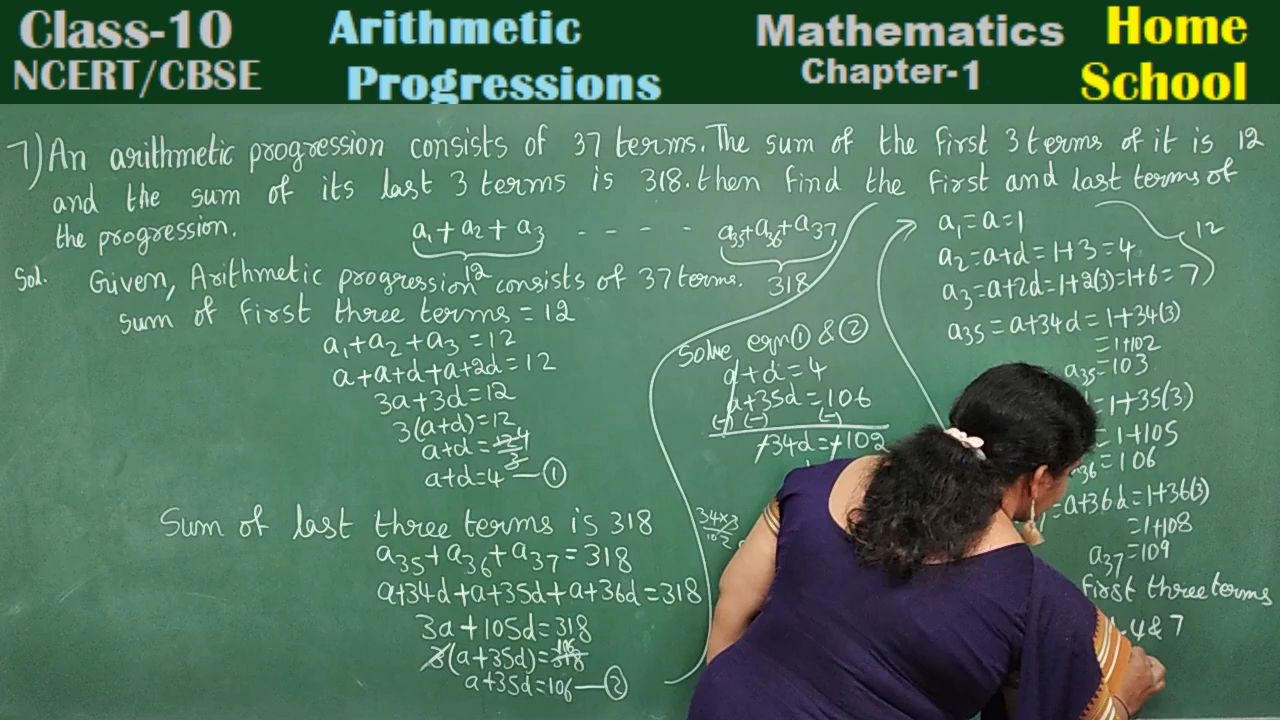 Class-10
NCERT/CBSE
Arithmetic
Progressions
Mathematics
Chapter-1
Home
School
7) An arithmetic progression consists of 37 terms. The sum of the first 3 terms of it is 12
and the sum of its last 3 terms is 318. then find the first and last terms of
the progression.
a₁+a₂+a₃ - - - - - a₃₅+a₃₆+a₃₇
12
318
Sol. Given, Arithmetic progression consists of 37 terms.
sum of first three terms = 12
a₁+a₂+a₃=12
a+a+d+a+2d=12
3a+3d=12
3(a+d)=12
a+d=12/3 4
a+d=4 — ①
Sum of last three terms is 318
a₃₅+a₃₆+a₃₇=318
a+34d+a+35d+a+36d=318
3a+105d=318
3(a+35d)=318 106
a+35d=106 — ②
Solve eqn ① & ②
a+d=4
a+35d=106
(-) (-) (-)
-34d=-102
34×3
102
a₁=a=1
a₂=a+d=1+3=4
a₃=a+2d=1+2(3)=1+6=7
12
a₃₅=a+34d=1+34(3)
=1+102
a₃₅=103
=1+35(3)
=1+105
=106
=a+36d=1+36(3)
=1+108
a₃₇=109
First three terms
4 & 7